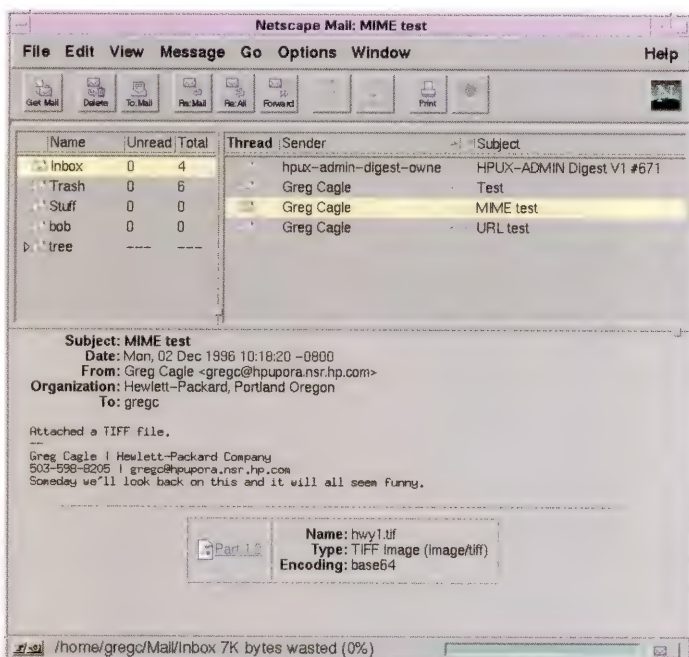 Netscape Mail: MIME test
File Edit View Message Go Options Window Help
Get Mail Delete To: Mail Re: Mail Re: All Forward Print
Name Unread Total
Inbox 0 4
Trash 0 6
Stuff 0 0
bob 0 0
tree --- ---
Thread Sender Subject
hpux-admin-digest-owne HPUX-ADMIN Digest V1 #671
Greg Cagle Test
Greg Cagle MIME test
Greg Cagle URL test
Subject: MIME test
Date: Mon, 02 Dec 1996 10:18:20 -0800
From: Greg Cagle <gregc@hpupora.nsr.hp.com>
Organization: Hewlett-Packard, Portland Oregon
To: gregc
Attached a TIFF file.
--
Greg Cagle | Hewlett-Packard Company
503-598-8205 | gregc@hpupora.nsr.hp.com
Someday we'll look back on this and it will all seem funny.
Part 1.2
Name: hwy1.tif
Type: TIFF Image (image/tiff)
Encoding: base64
/home/gregc/Mail/Inbox 7K bytes wasted (0%)